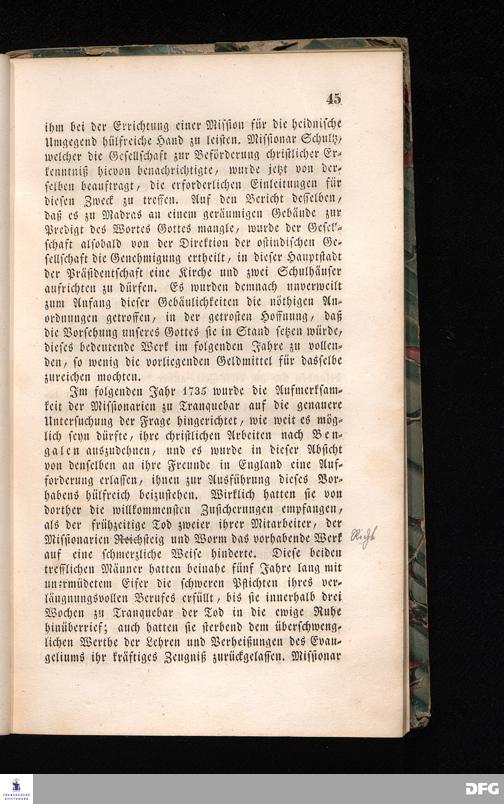 45
ihm bei der Errichtung einer Mission für die heidnische
Umgegend hülfreiche Hand zu leisten. Missionar Schultz,
welcher die Gesellschaft zur Beförderung christlicher Er-
kenntniß hievon benachrichtigte, wurde jetzt von der-
selben beauftragt, die erforderlichen Einleitungen für
diesen Zweck zu treffen. Auf den Bericht desselben,
daß es zu Madras an einem geräumigen Gebäude zur
Predigt des Wortes Gottes mangle, wurde der Gesell-
schaft alsobald von der Direktion der ostindischen Ge-
sellschaft die Genehmigung ertheilt, in dieser Hauptstadt
der Präsidentschaft eine Kirche und zwei Schulhäuser
aufrichten zu dürfen. Es wurden demnach unverweilt
zum Anfang dieser Gebäulichkeiten die nöthigen An-
ordnungen getroffen, in der getrosten Hoffnung, daß
die Vorsehung unseres Gottes sie in Stand setzen würde,
dieses bedeutende Werk im folgenden Jahre zu vollen-
den, so wenig die vorliegenden Geldmittel für dasselbe
zureichen mochten.
Im folgenden Jahr 1735 wurde die Aufmerksam-
keit der Missionarien zu Tranquebar auf die genauere
Untersuchung der Frage hingerichtet, wie weit es mög-
lich seyn dürfte, ihre christlichen Arbeiten nach Ben-
galen auszudehnen, und es wurde in dieser Absicht
von denselben an ihre Freunde in England eine Auf-
forderung erlassen, ihnen zur Ausführung dieses Vor-
habens hülfreich beizustehen. Wirklich hatten sie von
dorther die willkommensten Zusicherungen empfangen,
als der frühzeitige Tod zweier ihrer Mitarbeiter, der
Missionarien Reichsteig und Worm das vorhabende Werk Richt
auf eine schmerzliche Weise hinderte. Diese beiden
trefflichen Männer hatten beinahe fünf Jahre lang mit
unermüdetem Eifer die schweren Pflichten ihres ver-
läugnungsvollen Berufes erfüllt, bis sie innerhalb drei
Wochen zu Tranquebar der Tod in die ewige Ruhe
hinüberrief; auch hatten sie sterbend dem überschweng-
lichen Werthe der Lehren und Verheißungen des Evan-
geliums ihr kräftiges Zeugniß zurückgelassen. Missionar
FRANCKESCHE
STIFTUNGEN
DFG